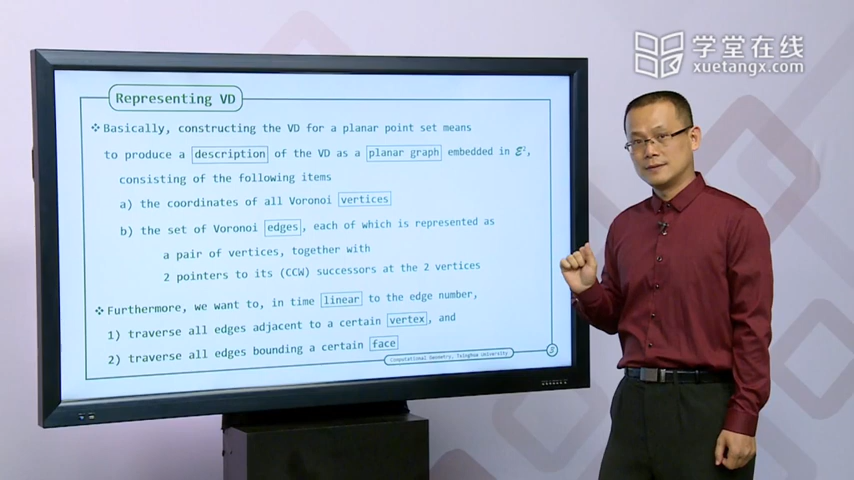 学堂在线
xuetangx.com
Representing VD
❖ Basically, constructing the VD for a planar point set means
to produce a description of the VD as a planar graph embedded in ℰ²,
consisting of the following items
a) the coordinates of all Voronoi vertices
b) the set of Voronoi edges, each of which is represented as
a pair of vertices, together with
2 pointers to its (CCW) successors at the 2 vertices
❖ Furthermore, we want to, in time linear to the edge number,
1) traverse all edges adjacent to a certain vertex, and
2) traverse all edges bounding a certain face
Computational Geometry, Tsinghua University